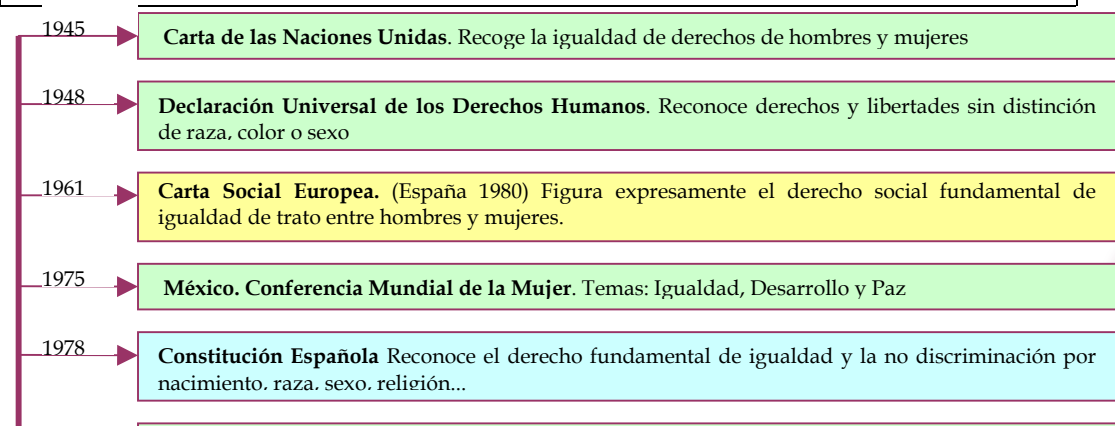 1945
Carta de las Naciones Unidas. Recoge la igualdad de derechos de hombres y mujeres
1948
Declaración Universal de los Derechos Humanos. Reconoce derechos y libertades sin distinción
de raza, color o sexo
1961
Carta Social Europea. (España 1980) Figura expresamente el derecho social fundamental de
igualdad de trato entre hombres y mujeres.
1975
México. Conferencia Mundial de la Mujer. Temas: Igualdad, Desarrollo y Paz
1978
Constitución Española Reconoce el derecho fundamental de igualdad y la no discriminación por
nacimiento, raza, sexo, religión...